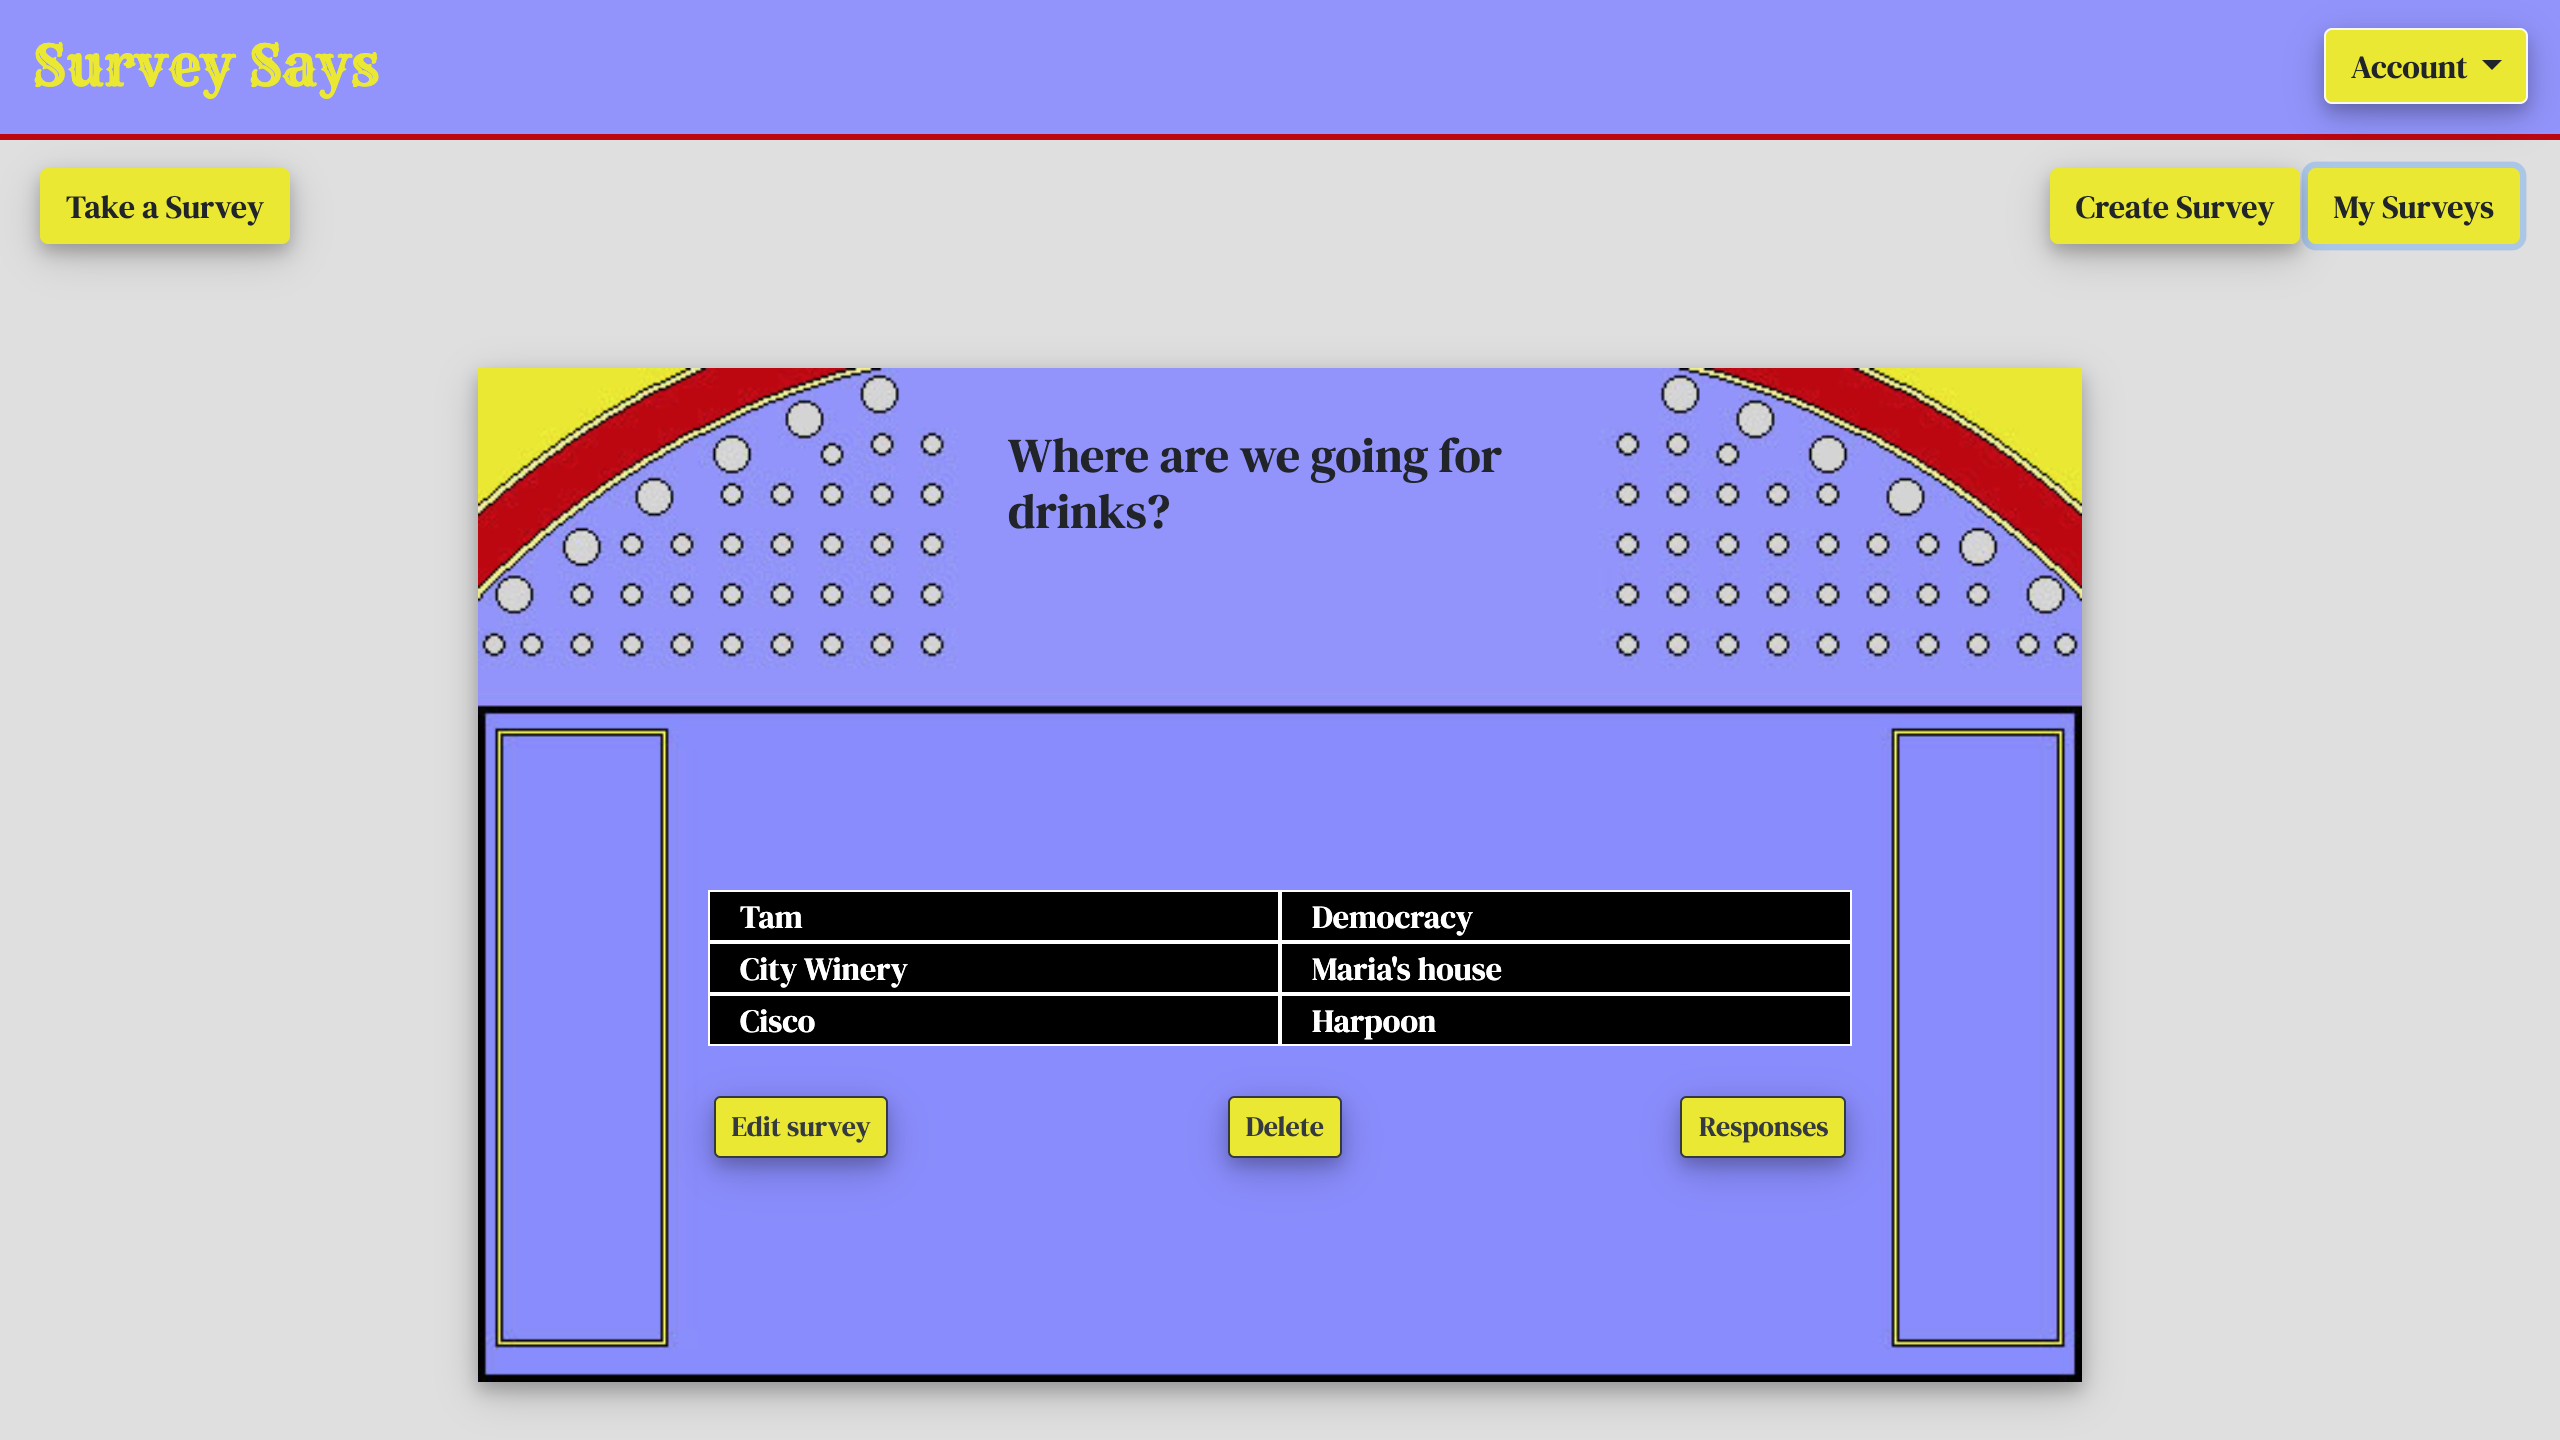 Survey Says
Account
Take a Survey
Create Survey
My Surveys
Where are we going for
drinks?
Tam
Democracy
City Winery
Maria's house
Cisco
Harpoon
Edit survey
Delete
Responses